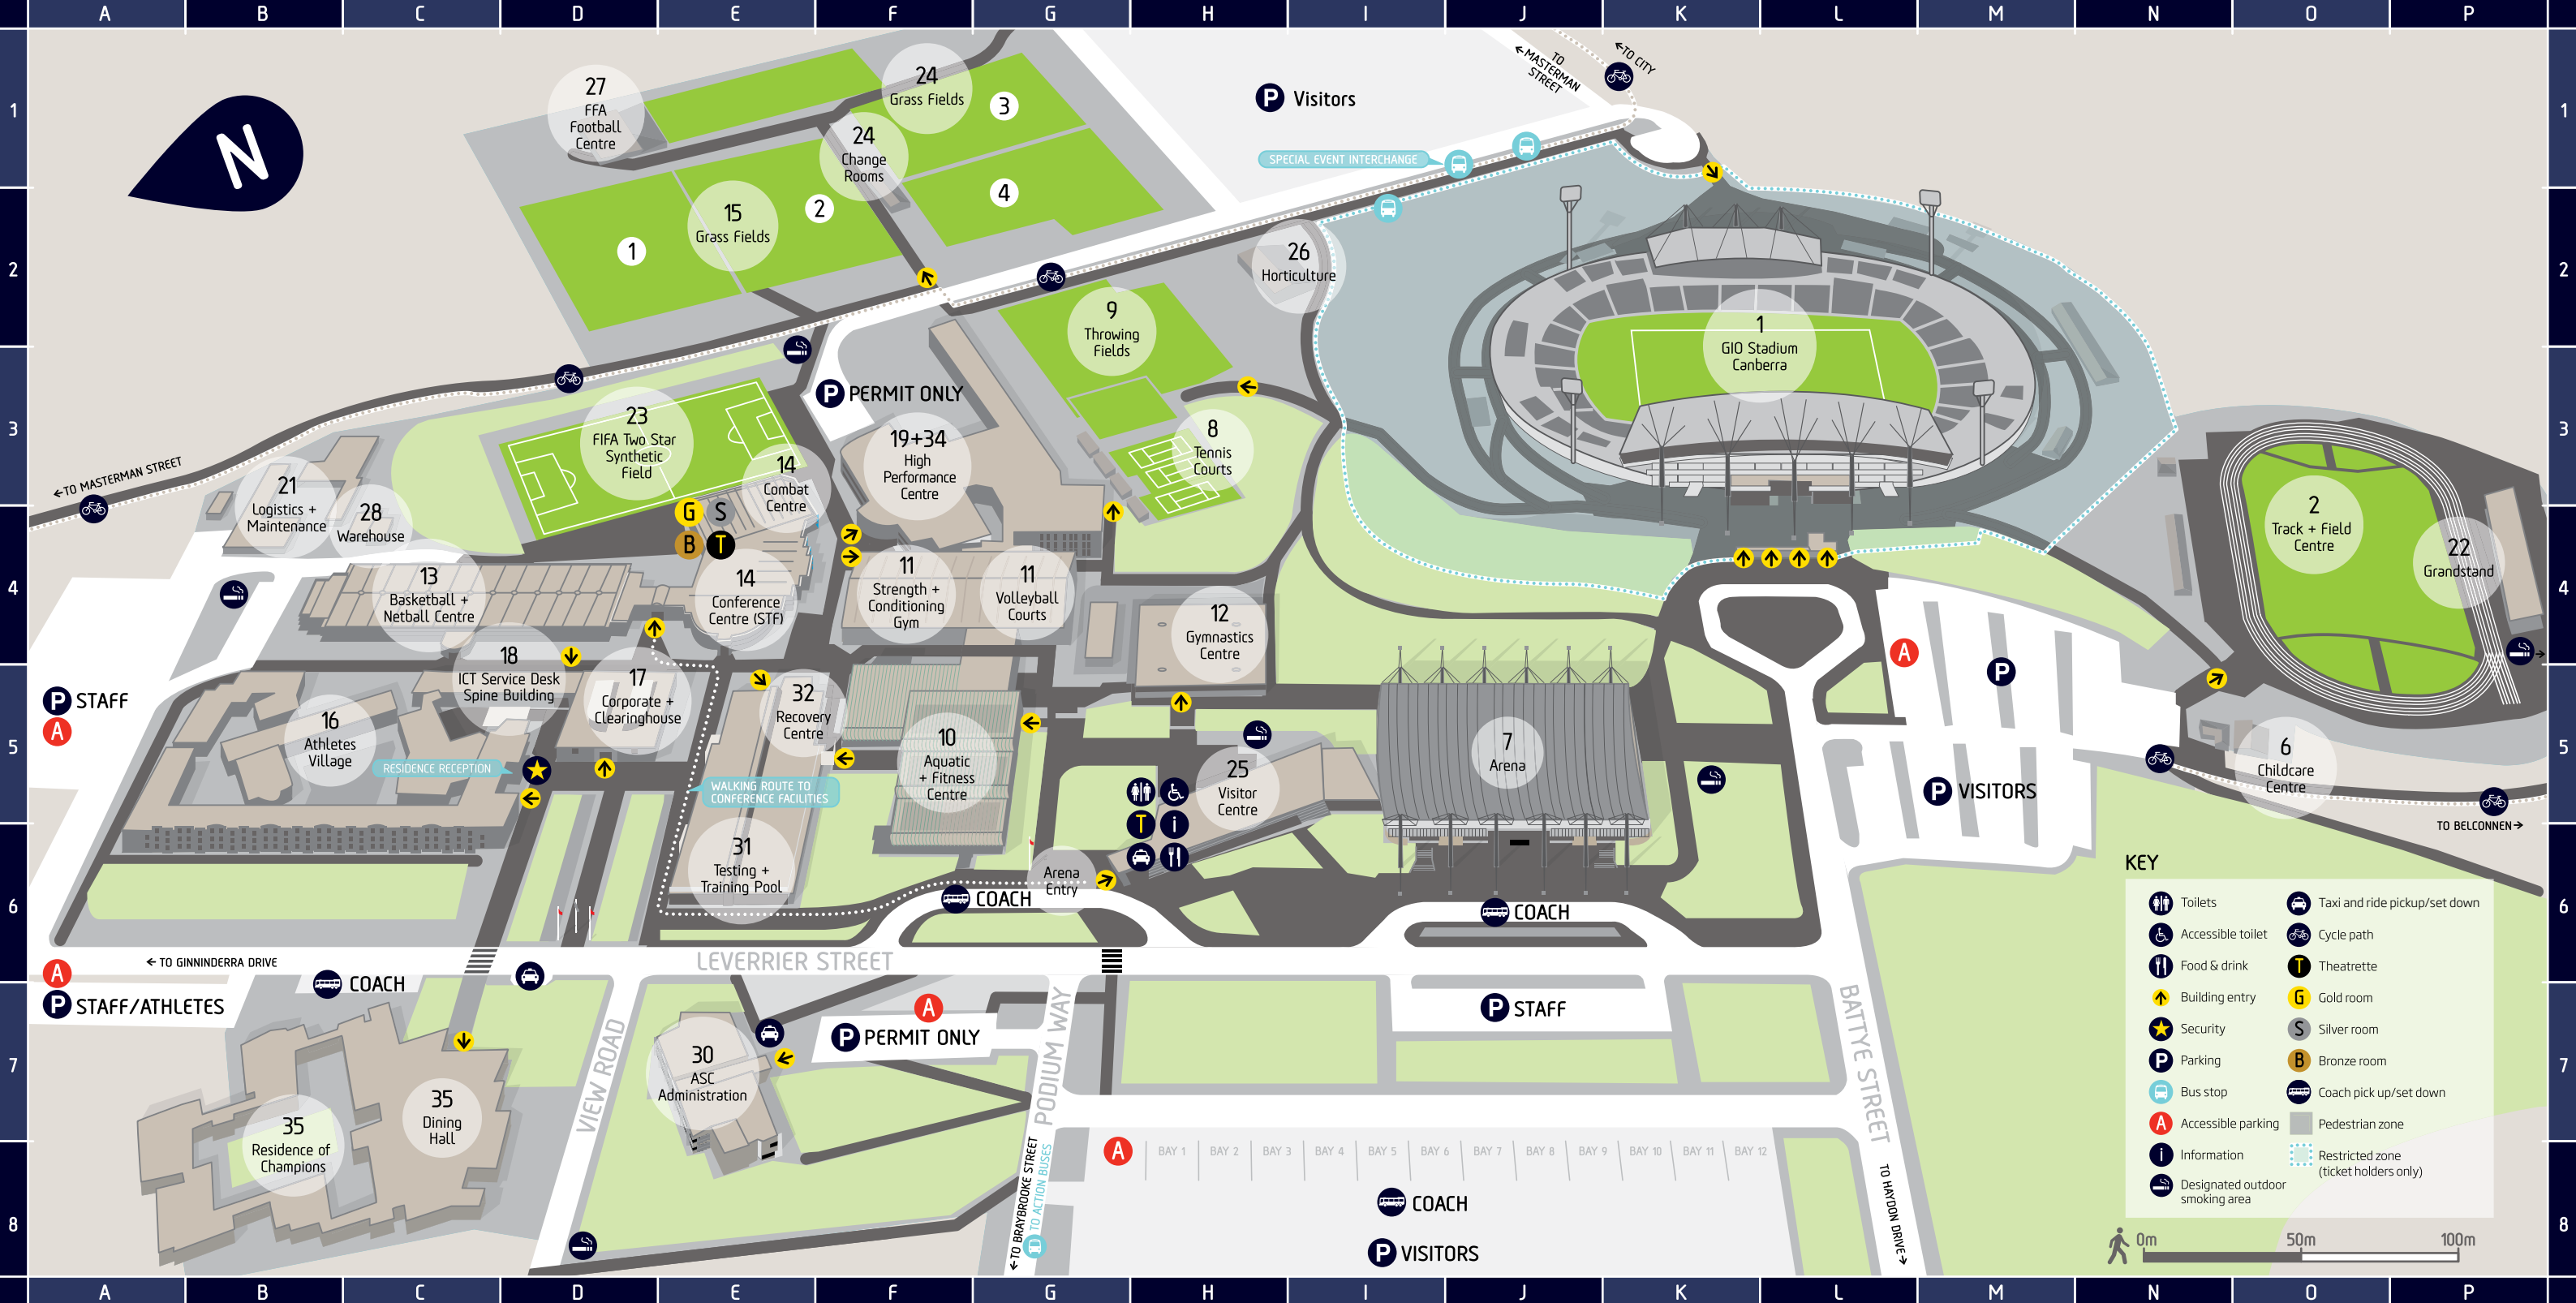 A B C D E F G H I J K L M N O P
1
2
3
4
5
6
7
8
N
27
FFA
Football
Centre
24
Grass Fields
3
24
Change
Rooms
4
15
Grass Fields
2
1
P Visitors
←TO
MASTERMAN
STREET
←TO CITY
SPECIAL EVENT INTERCHANGE
26
Horticulture
9
Throwing
Fields
1
GIO Stadium
Canberra
P PERMIT ONLY
←TO MASTERMAN STREET
23
FIFA Two Star
Synthetic
Field
19+34
High
Performance
Centre
8
Tennis
Courts
14
Combat
Centre
21
Logistics +
Maintenance
28
Warehouse
G S
B T
2
Track + Field
Centre
22
Grandstand
13
Basketball +
Netball Centre
14
Conference
Centre (STF)
11
Strength +
Conditioning
Gym
11
Volleyball
Courts
12
Gymnastics
Centre
A
P
P STAFF
A
18
ICT Service Desk
Spine Building
17
Corporate +
Clearinghouse
32
Recovery
Centre
16
Athletes
Village
RESIDENCE RECEPTION
10
Aquatic
+ Fitness
Centre
25
Visitor
Centre
T i
7
Arena
6
Childcare
Centre
P VISITORS
TO BELCONNEN→
WALKING ROUTE TO
CONFERENCE FACILITIES
31
Testing +
Training Pool
Arena
Entry
COACH
COACH
←TO GINNINDERRA DRIVE
LEVERRIER STREET
A
P STAFF/ATHLETES
COACH
VIEW ROAD
A
P PERMIT ONLY
PODIUM WAY
P STAFF
BATTYE STREET
30
ASC
Administration
35
Dining
Hall
35
Residence of
Champions
←TO BRAYBROOKE STREET
TO ACTION BUSES
A
BAY 1 BAY 2 BAY 3 BAY 4 BAY 5 BAY 6 BAY 7 BAY 8 BAY 9 BAY 10 BAY 11 BAY 12
COACH
P VISITORS
TO HAYDON DRIVE→
KEY
Toilets
Accessible toilet
Food & drink
Building entry
Security
P Parking
Bus stop
A Accessible parking
i Information
Designated outdoor
smoking area
Taxi and ride pickup/set down
Cycle path
T Theatrette
G Gold room
S Silver room
B Bronze room
Coach pick up/set down
Pedestrian zone
Restricted zone
(ticket holders only)
0m 50m 100m
1
2
3
4
5
6
7
8
A B C D E F G H I J K L M N O P